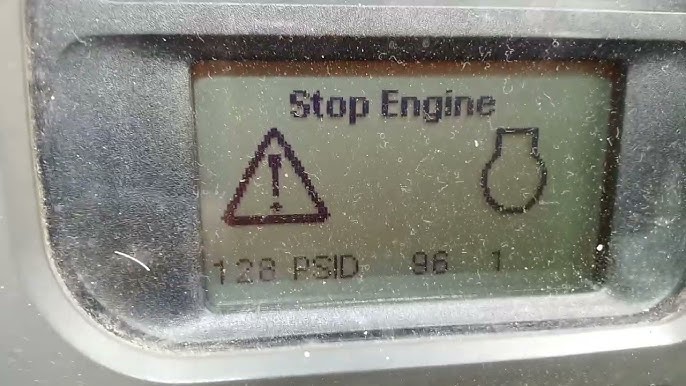 Stop Engine
128 PSID 96 1